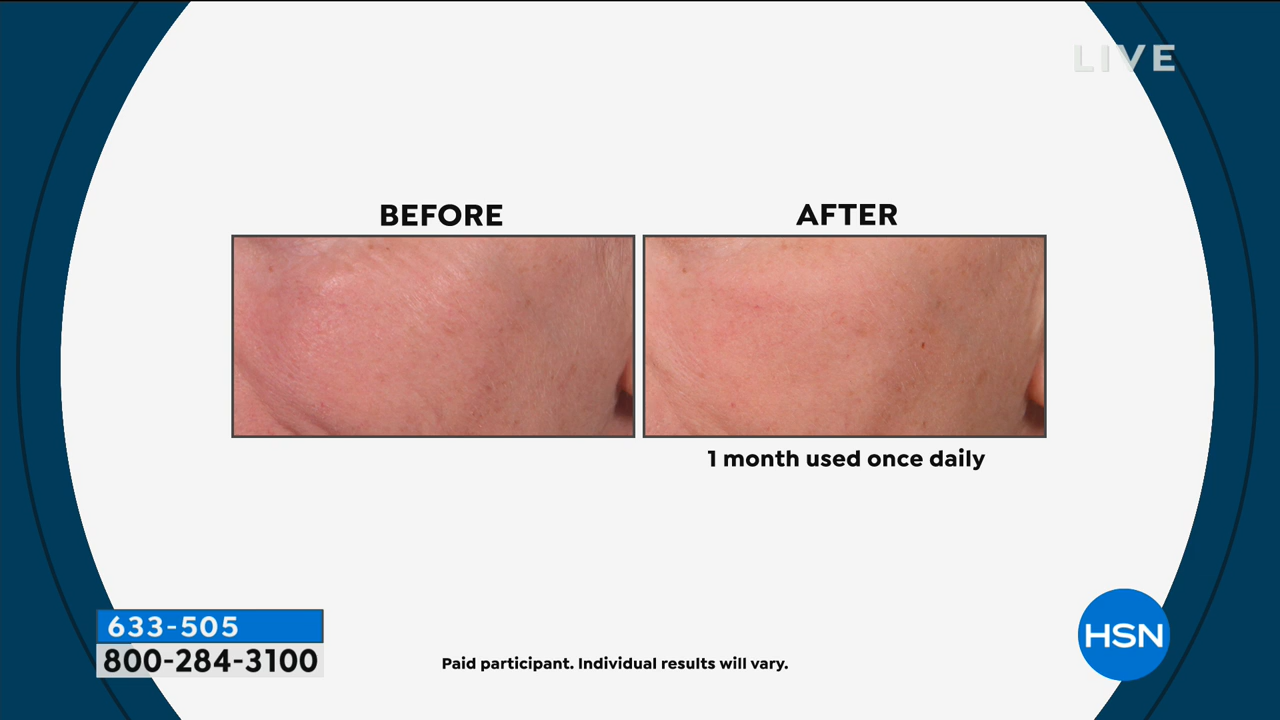 LIVE
BEFORE
AFTER
1 month used once daily
633-505
800-284-3100
Paid participant. Individual results will vary.
HSN